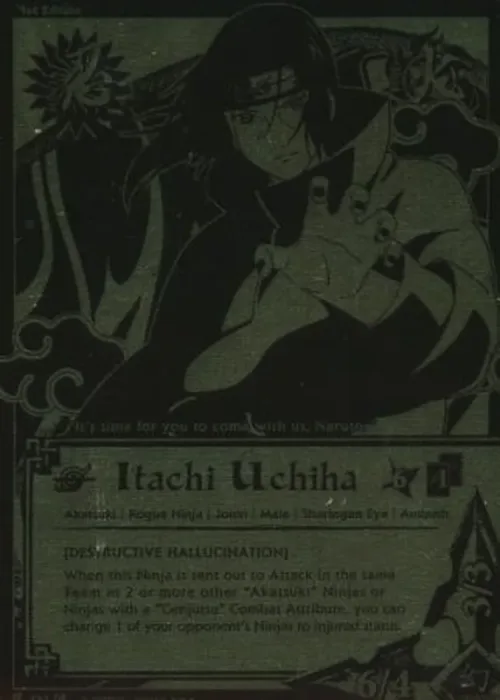 1st Edition
"It's time for you to come with us, Naruto."
Itachi Uchiha
5 1
Akatsuki | Rogue Ninja | Jonin | Male | Sharingan Eye |
[DESTRUCTIVE HALLUCINATION]
When this Ninja is sent out to Attack in the same
Team as 2 or more other "Akatsuki" Ninjas or
Ninjas with a "Genjutsu" Combat Attribute, you can
change 1 of your opponent's Ninjas to injured status.
3/3
6/4